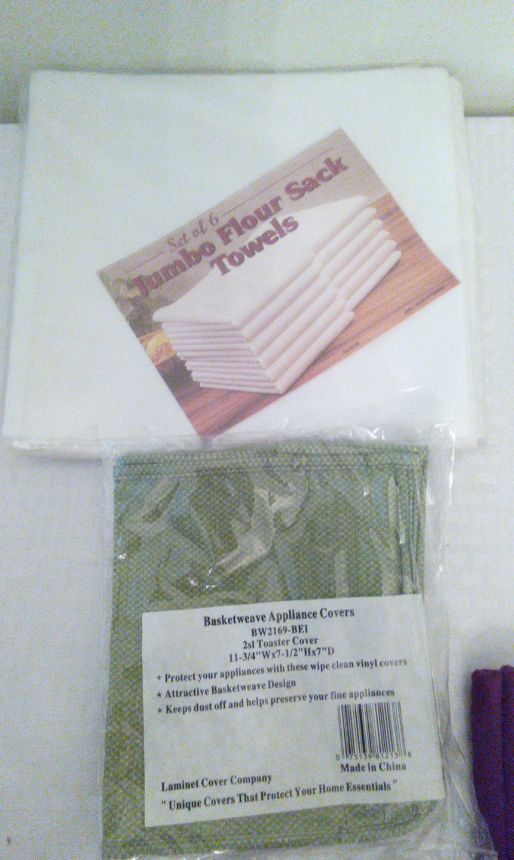 Set of 6
Jumbo Flour Sack
Towels
Basketweave Appliance Covers
BW2169-BEI
2sl Toaster Cover
11-3/4"Wx7-1/2"Hx7"D
* Protect your appliances with these wipe clean vinyl covers
* Attractive Basketweave Design
* Keeps dust off and helps preserve your fine appliances
Made in China
Laminet Cover Company
" Unique Covers That Protect Your Home Essentials "